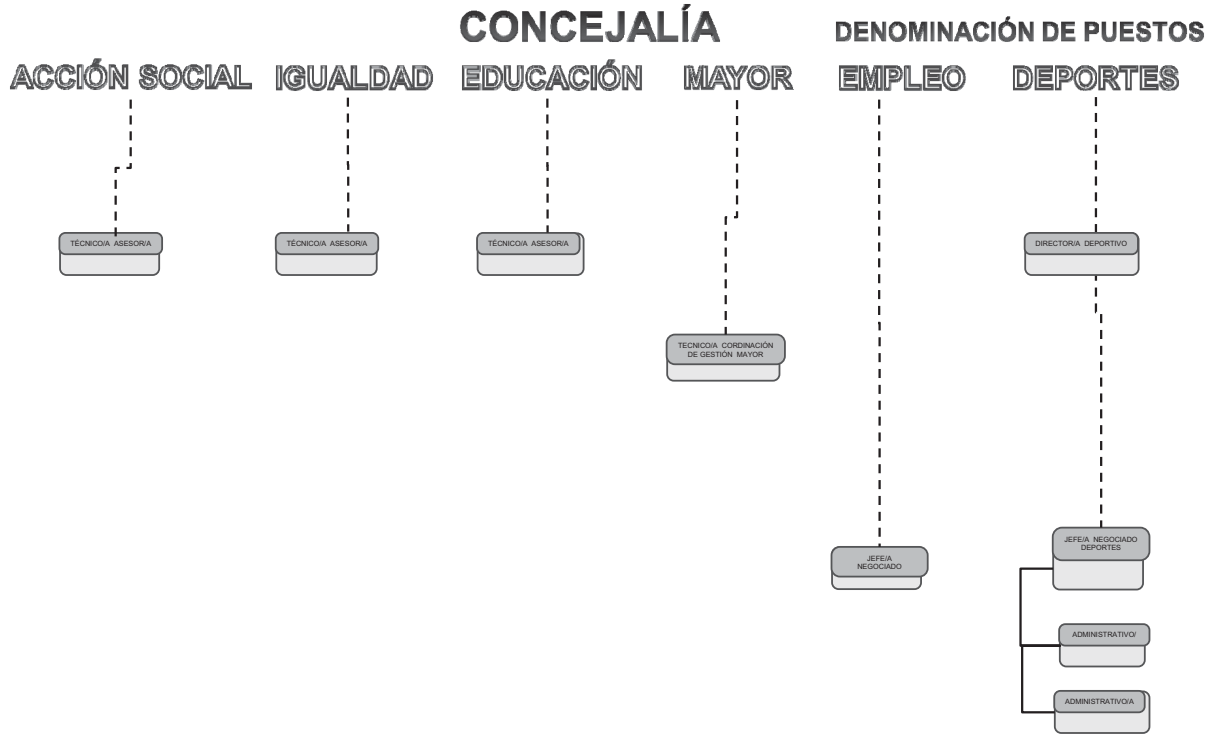 CONCEJALÍA
DENOMINACIÓN DE PUESTOS
ACCIÓN SOCIAL
IGUALDAD
EDUCACIÓN
MAYOR
EMPLEO
DEPORTES
TÉCNICO/A ASESOR/A
TÉCNICO/A ASESOR/A
TÉCNICO/A ASESOR/A
DIRECTOR/A DEPORTIVO
TECNICO/A CORDINACIÓN
DE GESTIÓN MAYOR
JEFE/A
NEGOCIADO
JEFE/A NEGOCIADO
DEPORTES
ADMINISTRATIVO/
ADMINISTRATIVO/A